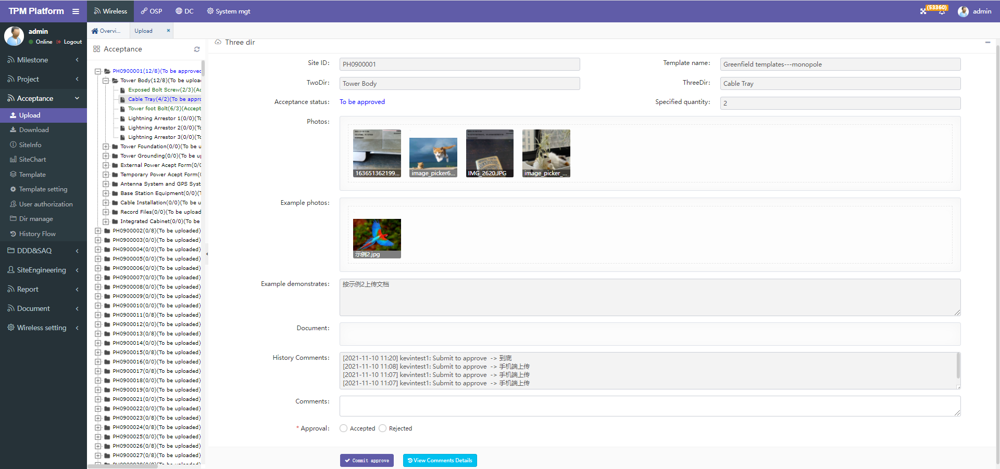 TPM Platform
Wireless
OSP
DC
System mgt
(53360)
admin
admin
Online
Logout
Overvi...
Upload
Milestone
Project
Acceptance
Upload
Download
SiteInfo
SiteChart
Template
Template setting
User authorization
Dir manage
History Flow
DDD&SAQ
SiteEngineering
Report
Document
Wireless setting
Acceptance
PH0900001(12/8)(To be approved
Tower Body(12/8)(To be uploa
Exposed Bolt Screw(2/3)(Ac
Cable Tray(4/2)(To be appro
Tower foot Bolt(6/3)(Accept
Lightning Arrestor 1(0/0)(To
Lightning Arrestor 2(0/0)(To
Lightning Arrestor 3(0/0)(To
Tower Foundation(0/0)(To be u
Tower Grounding(0/0)(To be up
External Power Acept Form(0/0
Temporary Power Acept Form(0
Antenna System and GPS Syst
Base Station Equipment(0/0)(T
Cable Installation(0/0)(To be u
Record Files(0/0)(To be upload
Integrated Cabinet(0/0)(To be
PH0900002(0/8)(To be uploaded)
PH0900003(0/0)(To be uploaded)
PH0900004(0/0)(To be uploaded)
PH0900005(0/0)(To be uploaded)
PH0900006(0/0)(To be uploaded)
PH0900007(0/0)(To be uploaded)
PH0900008(0/0)(To be uploaded)
PH0900009(0/0)(To be uploaded)
PH0900010(0/0)(To be uploaded)
PH0900011(0/8)(To be uploaded)
PH0900012(0/0)(To be uploaded)
PH0900013(0/8)(To be uploaded)
PH0900014(0/0)(To be uploaded)
PH0900015(0/8)(To be uploaded)
PH0900016(0/0)(To be uploaded)
PH0900017(0/8)(To be uploaded)
PH0900018(0/0)(To be uploaded)
PH0900019(0/0)(To be uploaded)
PH0900021(0/0)(To be uploaded)
PH0900022(0/0)(To be uploaded)
PH0900023(0/8)(To be uploaded)
PH0900024(0/8)(To be uploaded)
PH0900025(0/0)(To be uploaded)
PH0900026(0/8)(To be uploaded)
PH0900027(0/8)(To be uploaded)
PH0900028(0/8)(To be uploaded)
Three dir
Site ID: PH0900001
Template name: Greenfield templates---monopole
TwoDir: Tower Body
ThreeDir: Cable Tray
Acceptance status: To be approved
Specified quantity: 2
Photos:
163651362199...
image_picker6...
IMG_2620.JPG
image_picker_...
Example photos:
示例2.jpg
Example demonstrates: 按示例2上传文档
Document:
History Comments:
[2021-11-10 11:20] kevintest1: Submit to approve -> 到底
[2021-11-10 11:08] kevintest1: Submit to approve -> 手机端上传
[2021-11-10 11:07] kevintest1: Submit to approve -> 手机端上传
[2021-11-10 11:07] kevintest1: Submit to approve -> 手机端上传
Comments:
* Approval: Accepted Rejected
Commit approve
View Comments Details